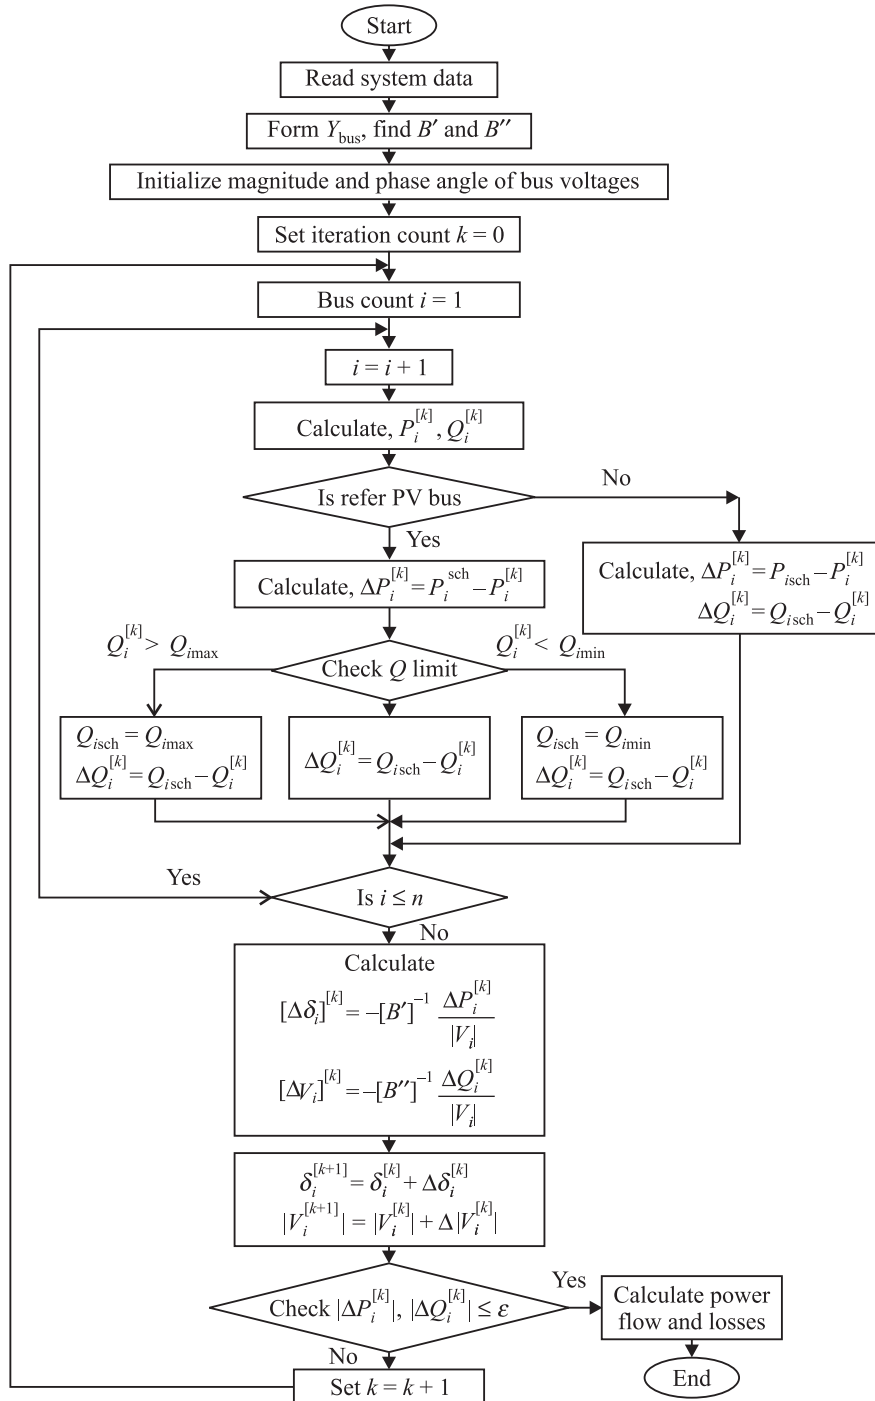 Start
Read system data
Form Y_bus, find B′ and B′′
Initialize magnitude and phase angle of bus voltages
Set iteration count k = 0
Bus count i = 1
i = i + 1
Calculate, P_i^[k], Q_i^[k]
Is refer PV bus
No
Yes
Calculate, ΔP_i^[k] = P_i^sch – P_i^[k]
Calculate, ΔP_i^[k] = P_isch – P_i^[k]
ΔQ_i^[k] = Q_isch – Q_i^[k]
Q_i^[k] > Q_imax
Check Q limit
Q_i^[k] < Q_imin
Q_isch = Q_imax
ΔQ_i^[k] = Q_isch – Q_i^[k]
ΔQ_i^[k] = Q_isch – Q_i^[k]
Q_isch = Q_imin
ΔQ_i^[k] = Q_isch – Q_i^[k]
Yes
Is i ≤ n
No
Calculate
[Δδ_i]^[k] = –[B′]^–1 ΔP_i^[k] / |V_i|
[ΔV_i]^[k] = –[B′′]^–1 ΔQ_i^[k] / |V_i|
δ_i^[k+1] = δ_i^[k] + Δδ_i^[k]
|V_i^[k+1]| = |V_i^[k]| + Δ|V_i^[k]|
Check |ΔP_i^[k]|, |ΔQ_i^[k]| ≤ ε
Yes
Calculate power
flow and losses
No
Set k = k + 1
End